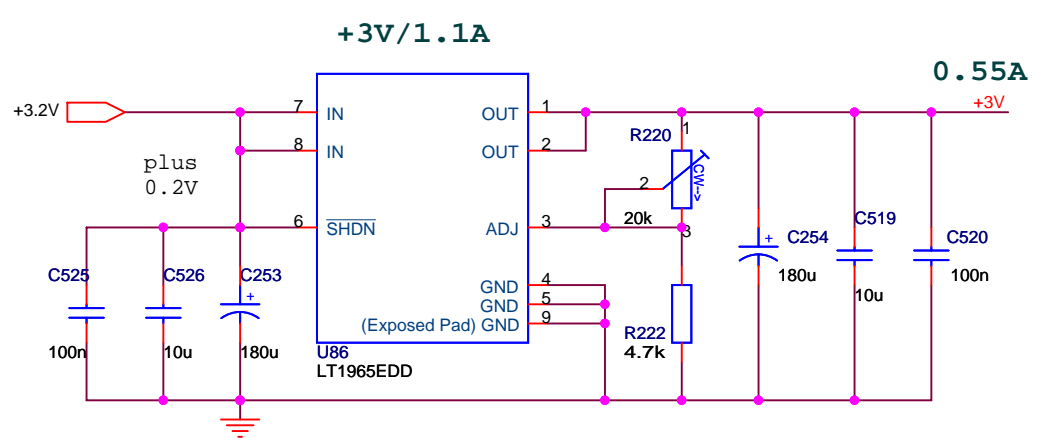 +3V/1.1A
0.55A
+3.2V
+3V
7
IN
OUT
1
8
IN
OUT
2
R220
1
2
CW->
20k
3
plus
0.2V
6
SHDN
ADJ
3
C525
C526
C253
+
100n
10u
180u
GND
4
GND
5
(Exposed Pad) GND
9
U86
LT1965EDD
R222
4.7k
+
C254
180u
C519
10u
C520
100n